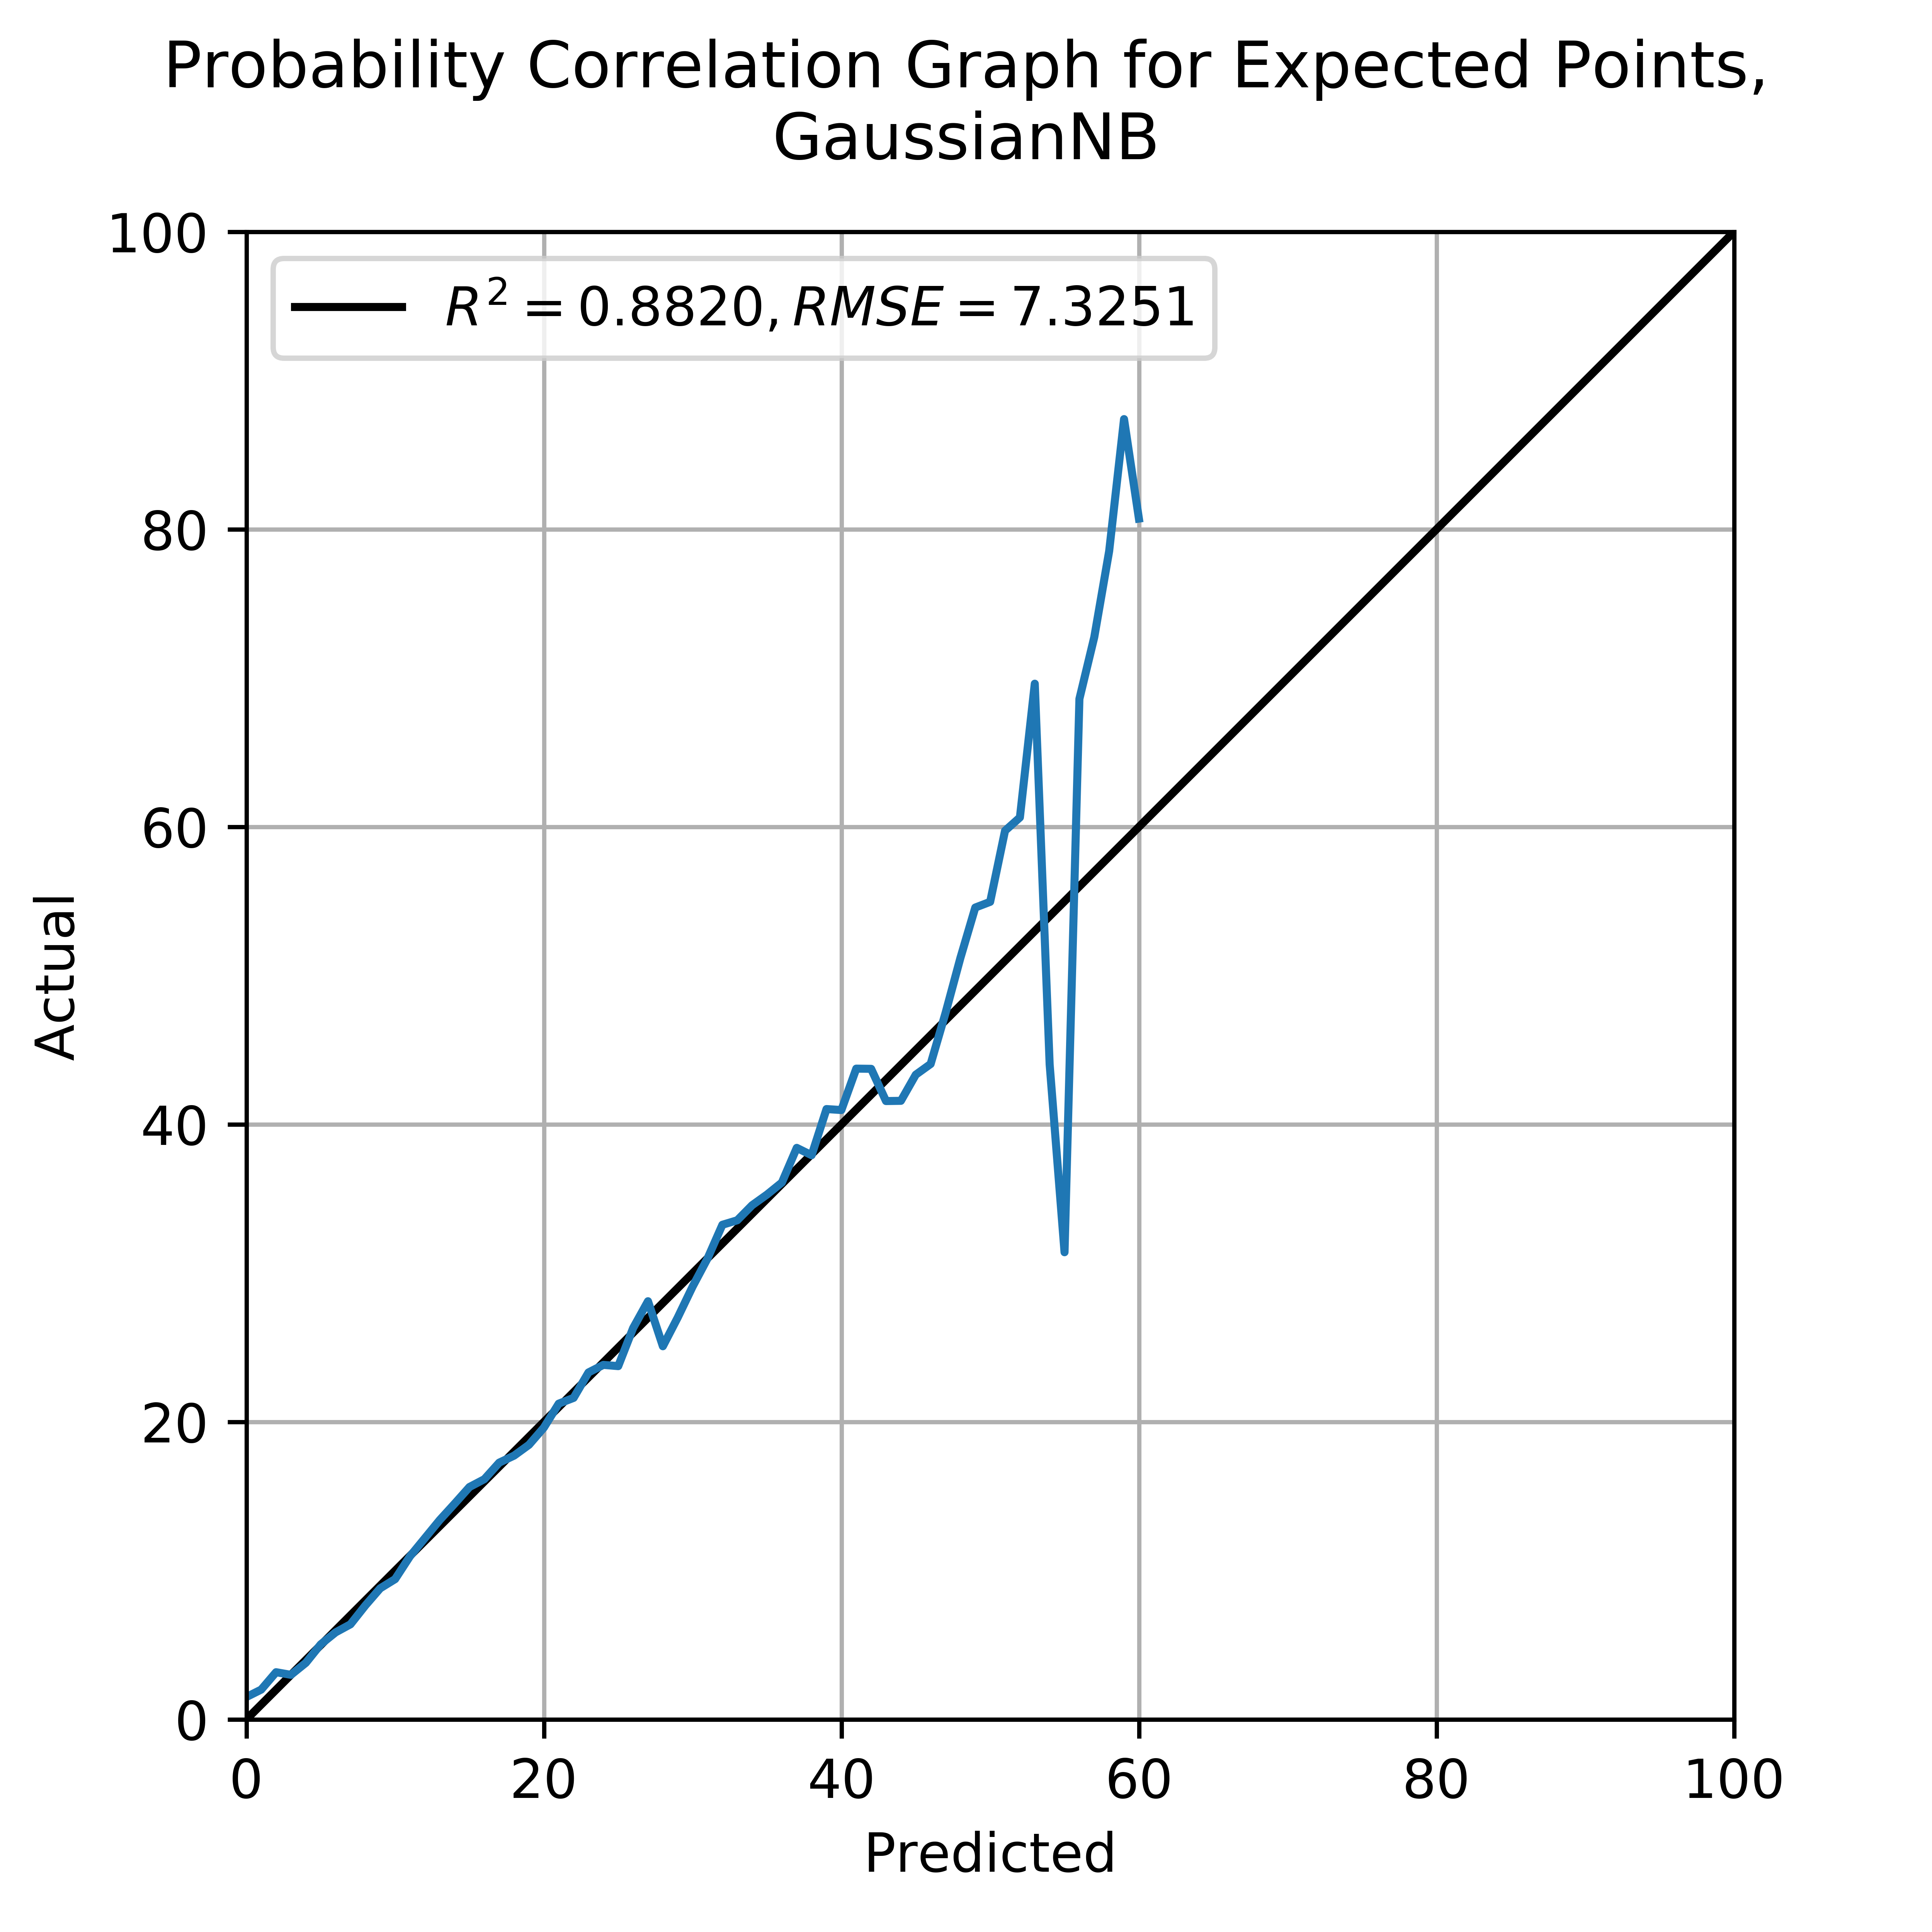 Probability Correlation Graph for Expected Points,
GaussianNB
R² = 0.8820, RMSE = 7.3251
100
80
60
40
20
0
Actual
0 20 40 60 80 100
Predicted